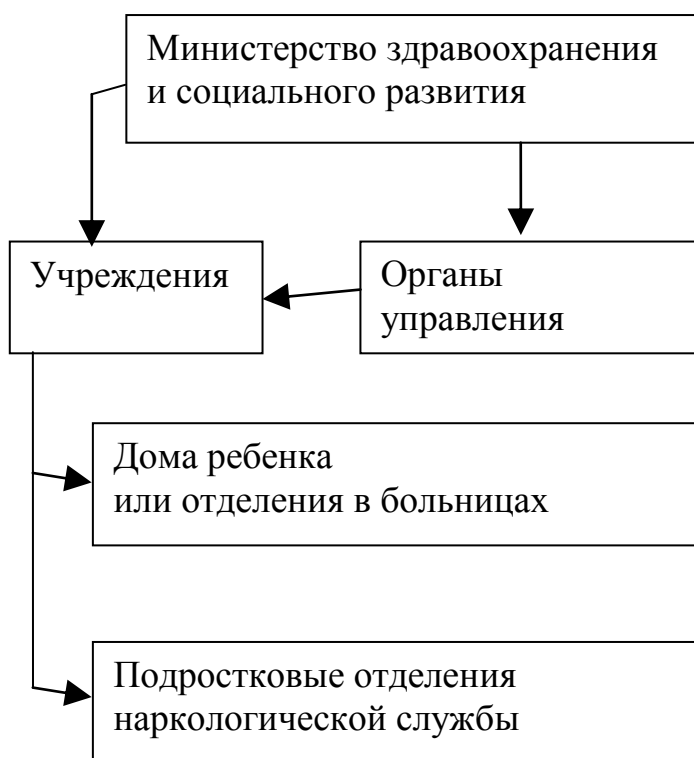 Министерство здравоохранения
и социального развития
Учреждения
Органы
управления
Дома ребенка
или отделения в больницах
Подростковые отделения
наркологической службы